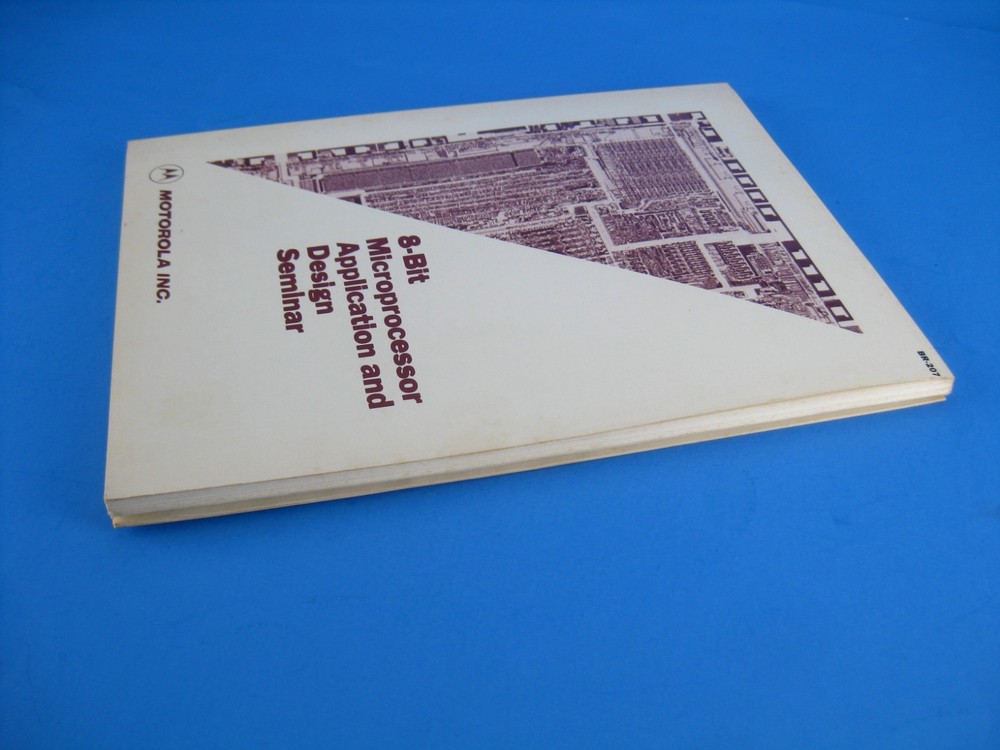 BR-207
8-Bit
Microprocessor
Application and
Design
Seminar
MOTOROLA INC.